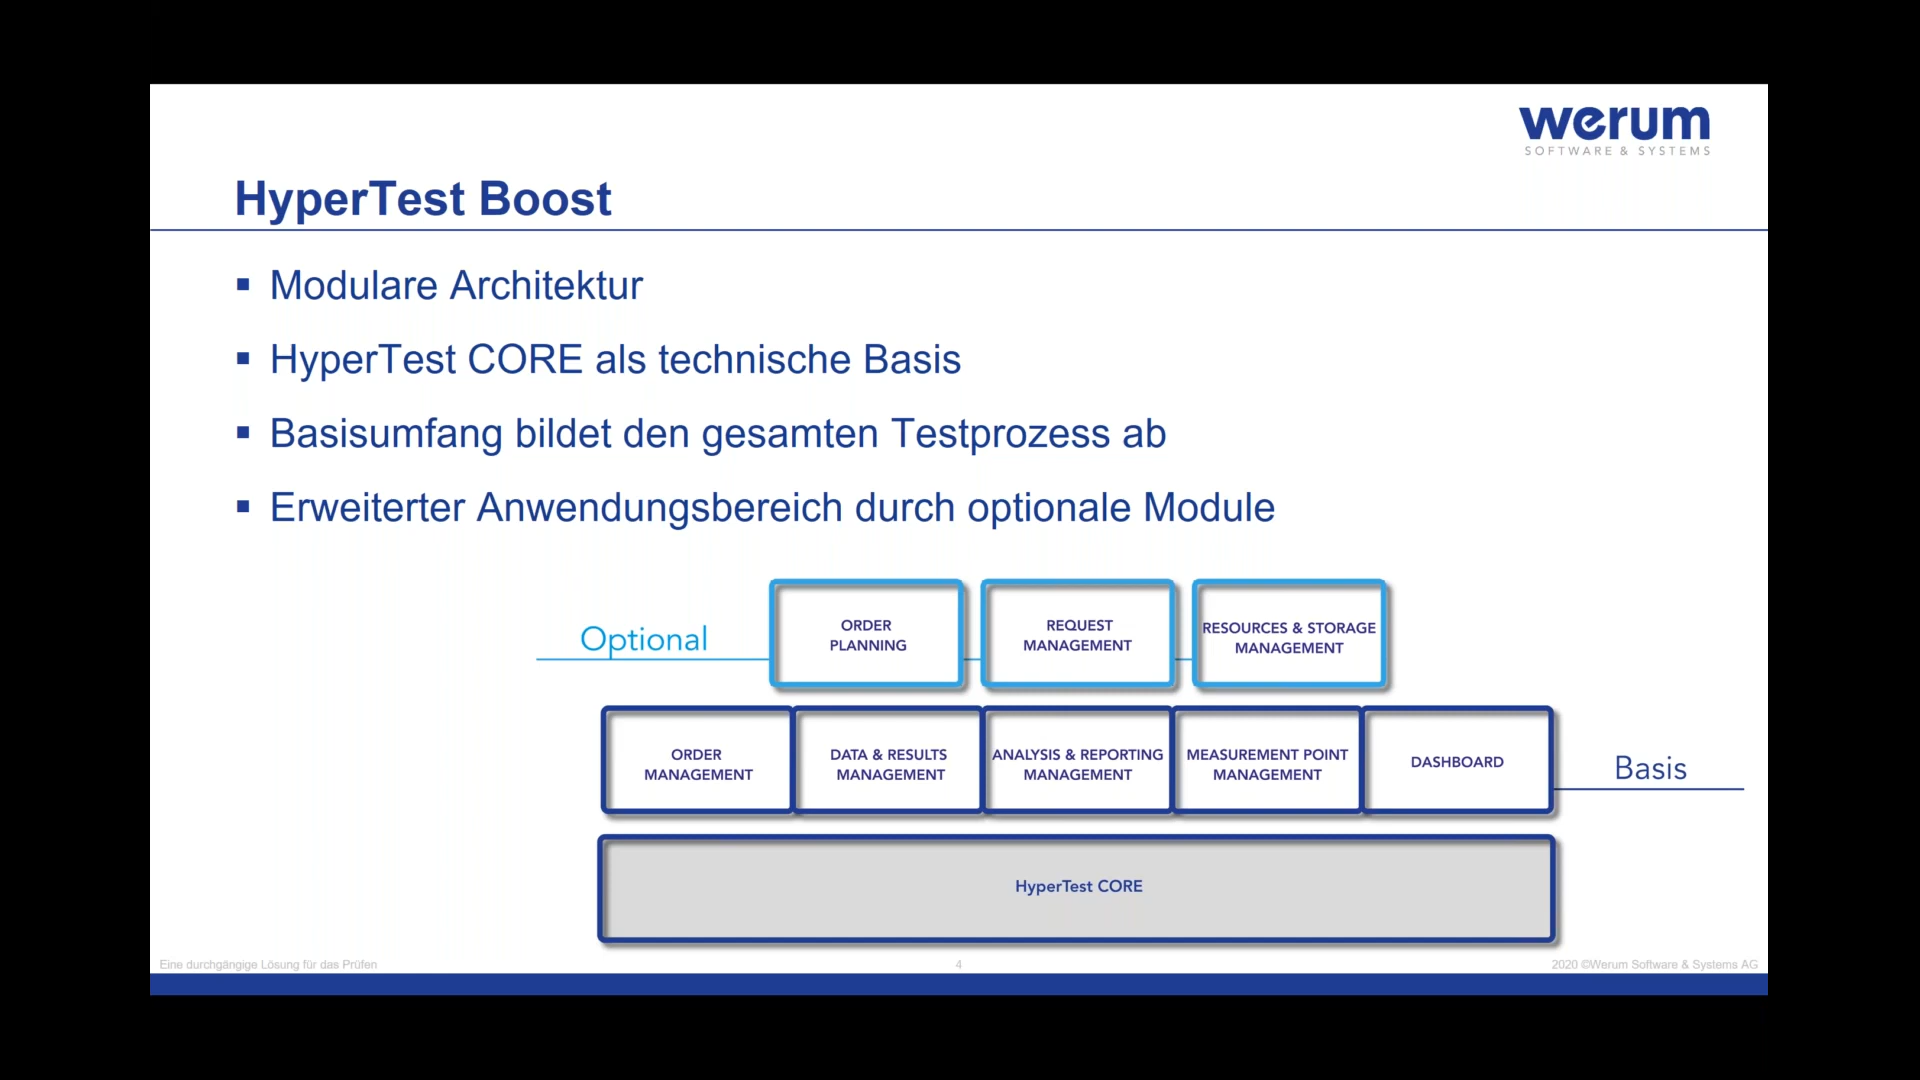 werum
SOFTWARE & SYSTEMS
HyperTest Boost
▪ Modulare Architektur
▪ HyperTest CORE als technische Basis
▪ Basisumfang bildet den gesamten Testprozess ab
▪ Erweiterter Anwendungsbereich durch optionale Module
Optional
ORDER
PLANNING
REQUEST
MANAGEMENT
RESOURCES & STORAGE
MANAGEMENT
ORDER
MANAGEMENT
DATA & RESULTS
MANAGEMENT
ANALYSIS & REPORTING
MANAGEMENT
MEASUREMENT POINT
MANAGEMENT
DASHBOARD
Basis
HyperTest CORE
Eine durchgängige Lösung für das Prüfen
4
2020 ©Werum Software & Systems AG